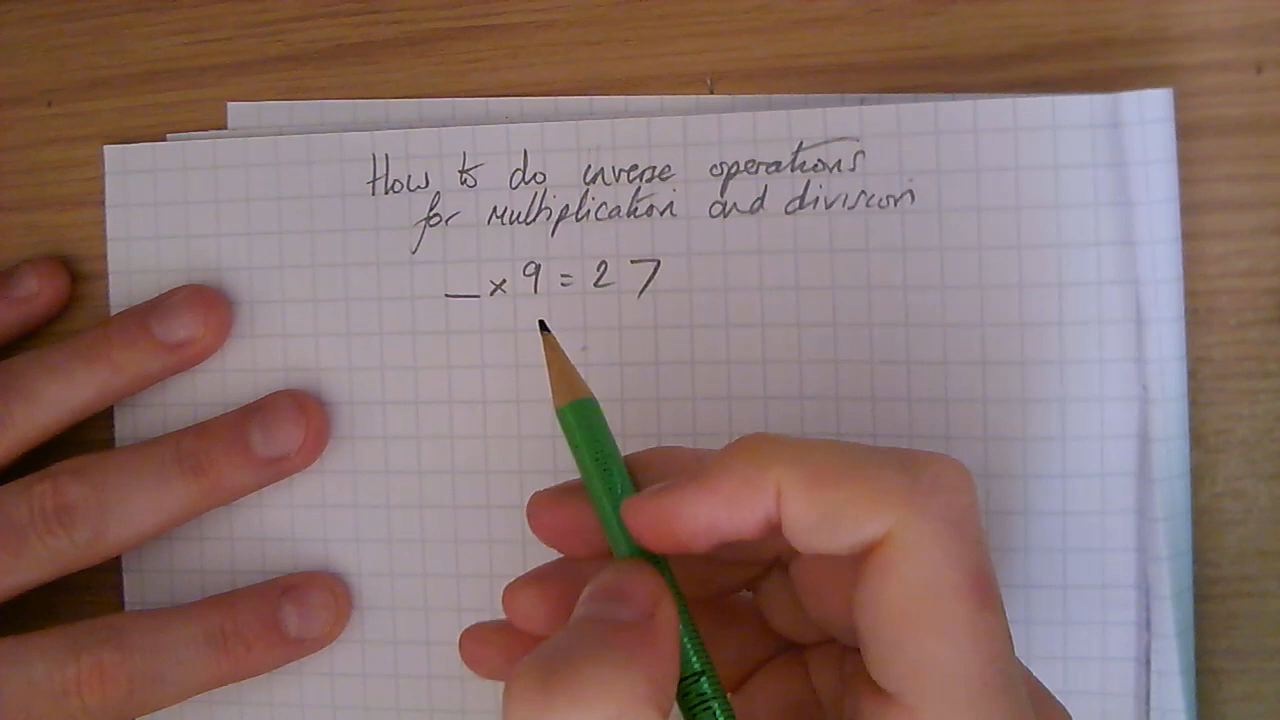 How to do inverse operations
for multiplication and division
_ × 9 = 27